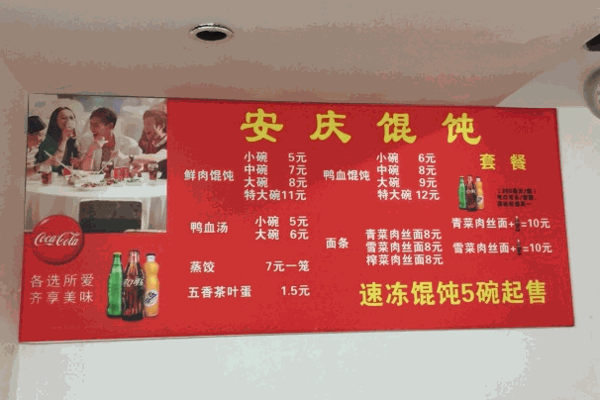 安庆馄饨
鲜肉馄饨
小碗 5元
中碗 7元
大碗 8元
特大碗11元
鸭血馄饨
小碗 6元
中碗 8元
大碗 9元
特大碗 12元
套餐
鸭血汤
小碗 5元
大碗 6元
面条
青菜肉丝面8元
雪菜肉丝面8元
榨菜肉丝面8元
青菜肉丝面+ =10元
雪菜肉丝面+ =10元
蒸饺 7元一笼
五香茶叶蛋 1.5元
速冻馄饨5碗起售
Coca-Cola
各选所爱
齐享美味